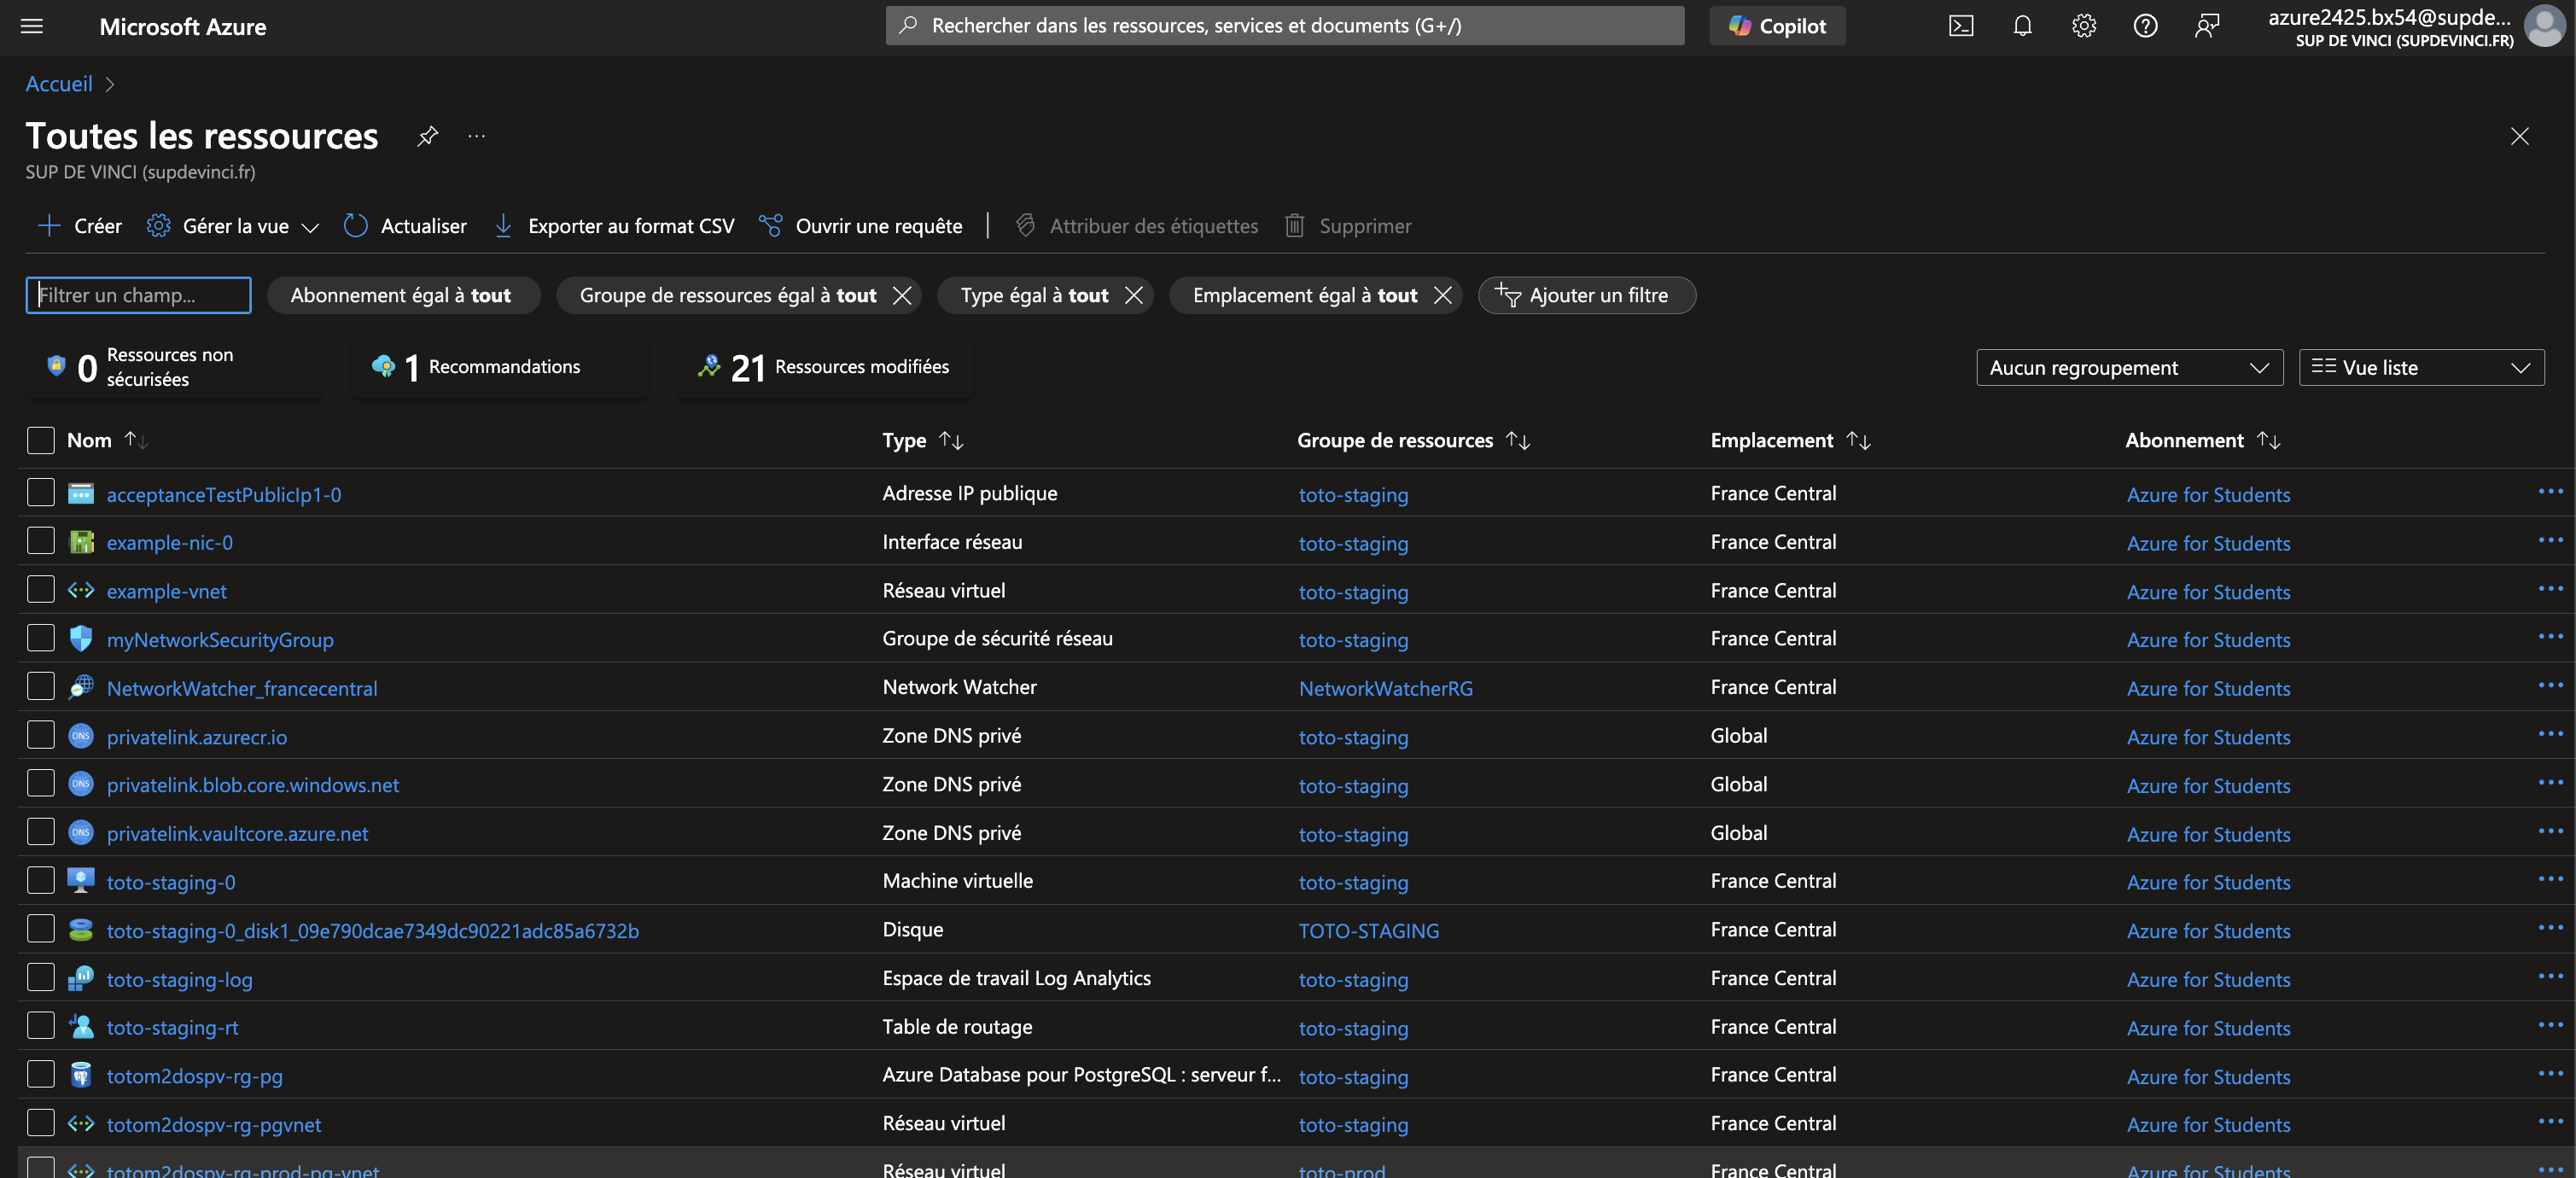 Microsoft Azure
Rechercher dans les ressources, services et documents (G+/)
Copilot
azure2425.bx54@supde...
SUP DE VINCI (SUPDEVINCI.FR)
Accueil
Toutes les ressources
SUP DE VINCI (supdevinci.fr)
Créer Gérer la vue Actualiser Exporter au format CSV Ouvrir une requête Attribuer des étiquettes Supprimer
Filtrer un champ... Abonnement égal à tout Groupe de ressources égal à tout Type égal à tout Emplacement égal à tout Ajouter un filtre
0 Ressources non sécurisées 1 Recommandations 21 Ressources modifiées Aucun regroupement Vue liste
Nom Type Groupe de ressources Emplacement Abonnement
acceptanceTestPublicIp1-0 Adresse IP publique toto-staging France Central Azure for Students
example-nic-0 Interface réseau toto-staging France Central Azure for Students
example-vnet Réseau virtuel toto-staging France Central Azure for Students
myNetworkSecurityGroup Groupe de sécurité réseau toto-staging France Central Azure for Students
NetworkWatcher_francecentral Network Watcher NetworkWatcherRG France Central Azure for Students
DNS privatelink.azurecr.io Zone DNS privé toto-staging Global Azure for Students
DNS privatelink.blob.core.windows.net Zone DNS privé toto-staging Global Azure for Students
DNS privatelink.vaultcore.azure.net Zone DNS privé toto-staging Global Azure for Students
toto-staging-0 Machine virtuelle toto-staging France Central Azure for Students
toto-staging-0_disk1_09e790dcae7349dc90221adc85a6732b Disque TOTO-STAGING France Central Azure for Students
toto-staging-log Espace de travail Log Analytics toto-staging France Central Azure for Students
toto-staging-rt Table de routage toto-staging France Central Azure for Students
totom2dospv-rg-pg Azure Database pour PostgreSQL : serveur f... toto-staging France Central Azure for Students
totom2dospv-rg-pgvnet Réseau virtuel toto-staging France Central Azure for Students
totom2dospv-rg-prod-pg-vnet Réseau virtuel toto-prod France Central Azure for Students